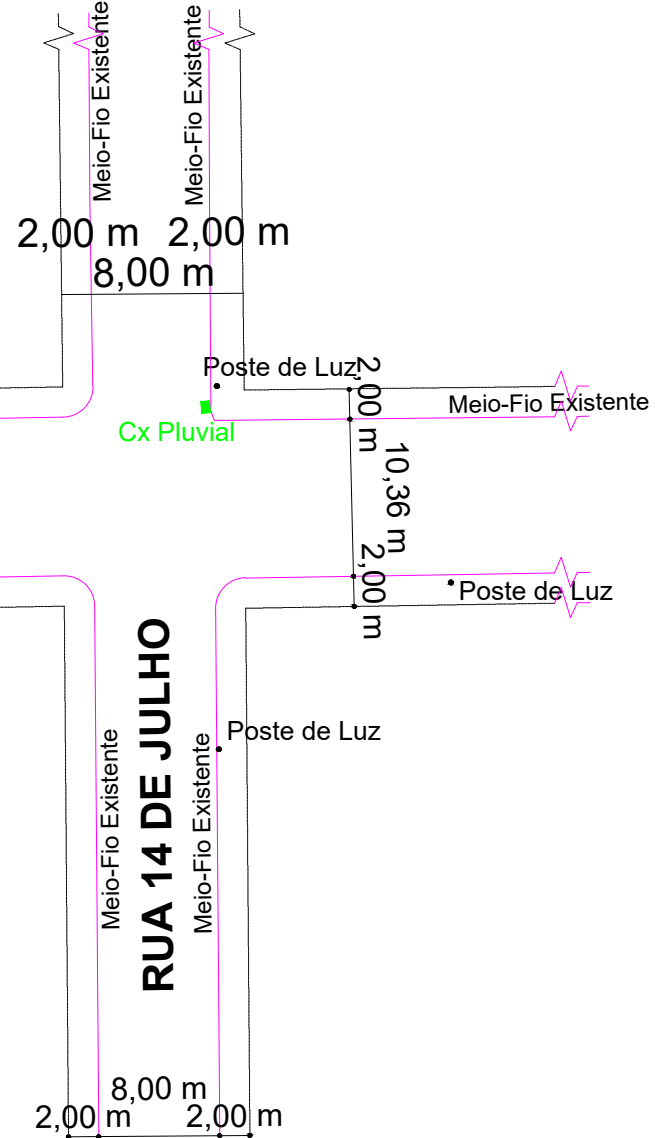 Meio-Fio Existente
Meio-Fio Existente
2,00 m
2,00 m
8,00 m
Poste de Luz
2,00 m
Meio-Fio Existente
Cx Pluvial
10,36 m
2,00 m
Poste de Luz
RUA 14 DE JULHO
Poste de Luz
Meio-Fio Existente
Meio-Fio Existente
8,00 m
2,00 m
2,00 m